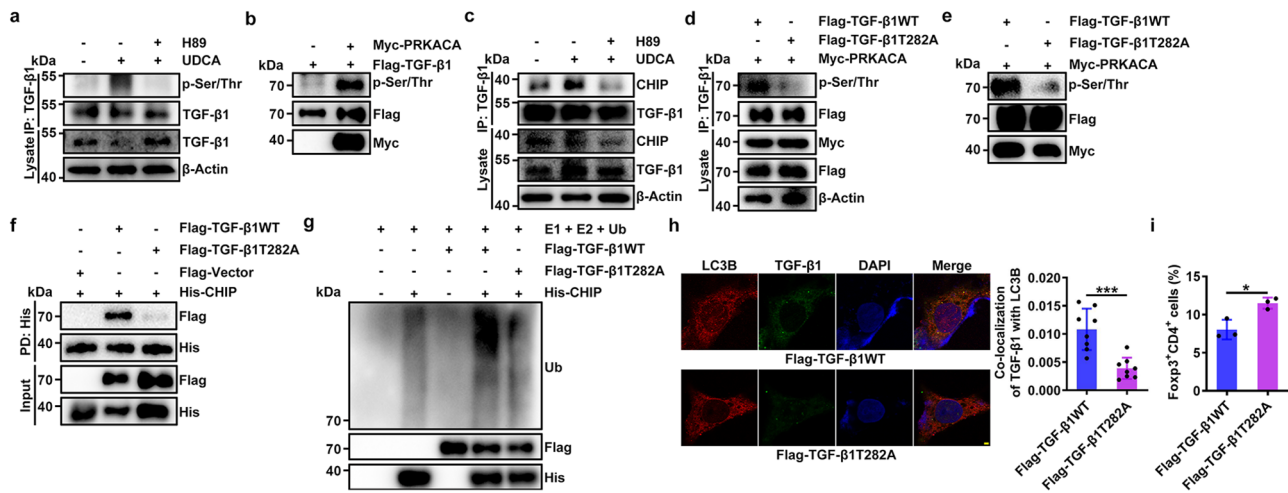 a
- - + H89
- + + UDCA
kDa
IP: TGF-β1
55 p-Ser/Thr
55 TGF-β1
Lysate
55 TGF-β1
40 β-Actin
b
- + Myc-PRKACA
+ + Flag-TGF-β1
kDa
70 p-Ser/Thr
70 Flag
40 Myc
c
- - + H89
- + + UDCA
kDa
IP: TGF-β1
40 CHIP
55 TGF-β1
Lysate
40 CHIP
55 TGF-β1
40 β-Actin
d
+ - Flag-TGF-β1WT
- + Flag-TGF-β1T282A
+ + Myc-PRKACA
kDa
IP: TGF-β1
70 p-Ser/Thr
70 Flag
Lysate
40 Myc
70 Flag
40 β-Actin
e
+ - Flag-TGF-β1WT
- + Flag-TGF-β1T282A
+ + Myc-PRKACA
kDa
70 p-Ser/Thr
70 Flag
40 Myc
f
- + - Flag-TGF-β1WT
- - + Flag-TGF-β1T282A
+ - - Flag-Vector
+ + + His-CHIP
kDa
PD: His
70 Flag
40 His
Input
70 Flag
40 His
g
+ + + + + E1 + E2 + Ub
- - + + - Flag-TGF-β1WT
- - - - + Flag-TGF-β1T282A
- + - + + His-CHIP
kDa
Ub
70
70 Flag
40 His
h
LC3B TGF-β1 DAPI Merge
Flag-TGF-β1WT
Flag-TGF-β1T282A
Co-localization
of TGF-β1 with LC3B
0.020
0.015
0.010
0.005
0.000
***
Flag-TGF-β1WT
Flag-TGF-β1T282A
i
Foxp3⁺CD4⁺ cells (%)
15
10
5
0
*
Flag-TGF-β1WT
Flag-TGF-β1T282A